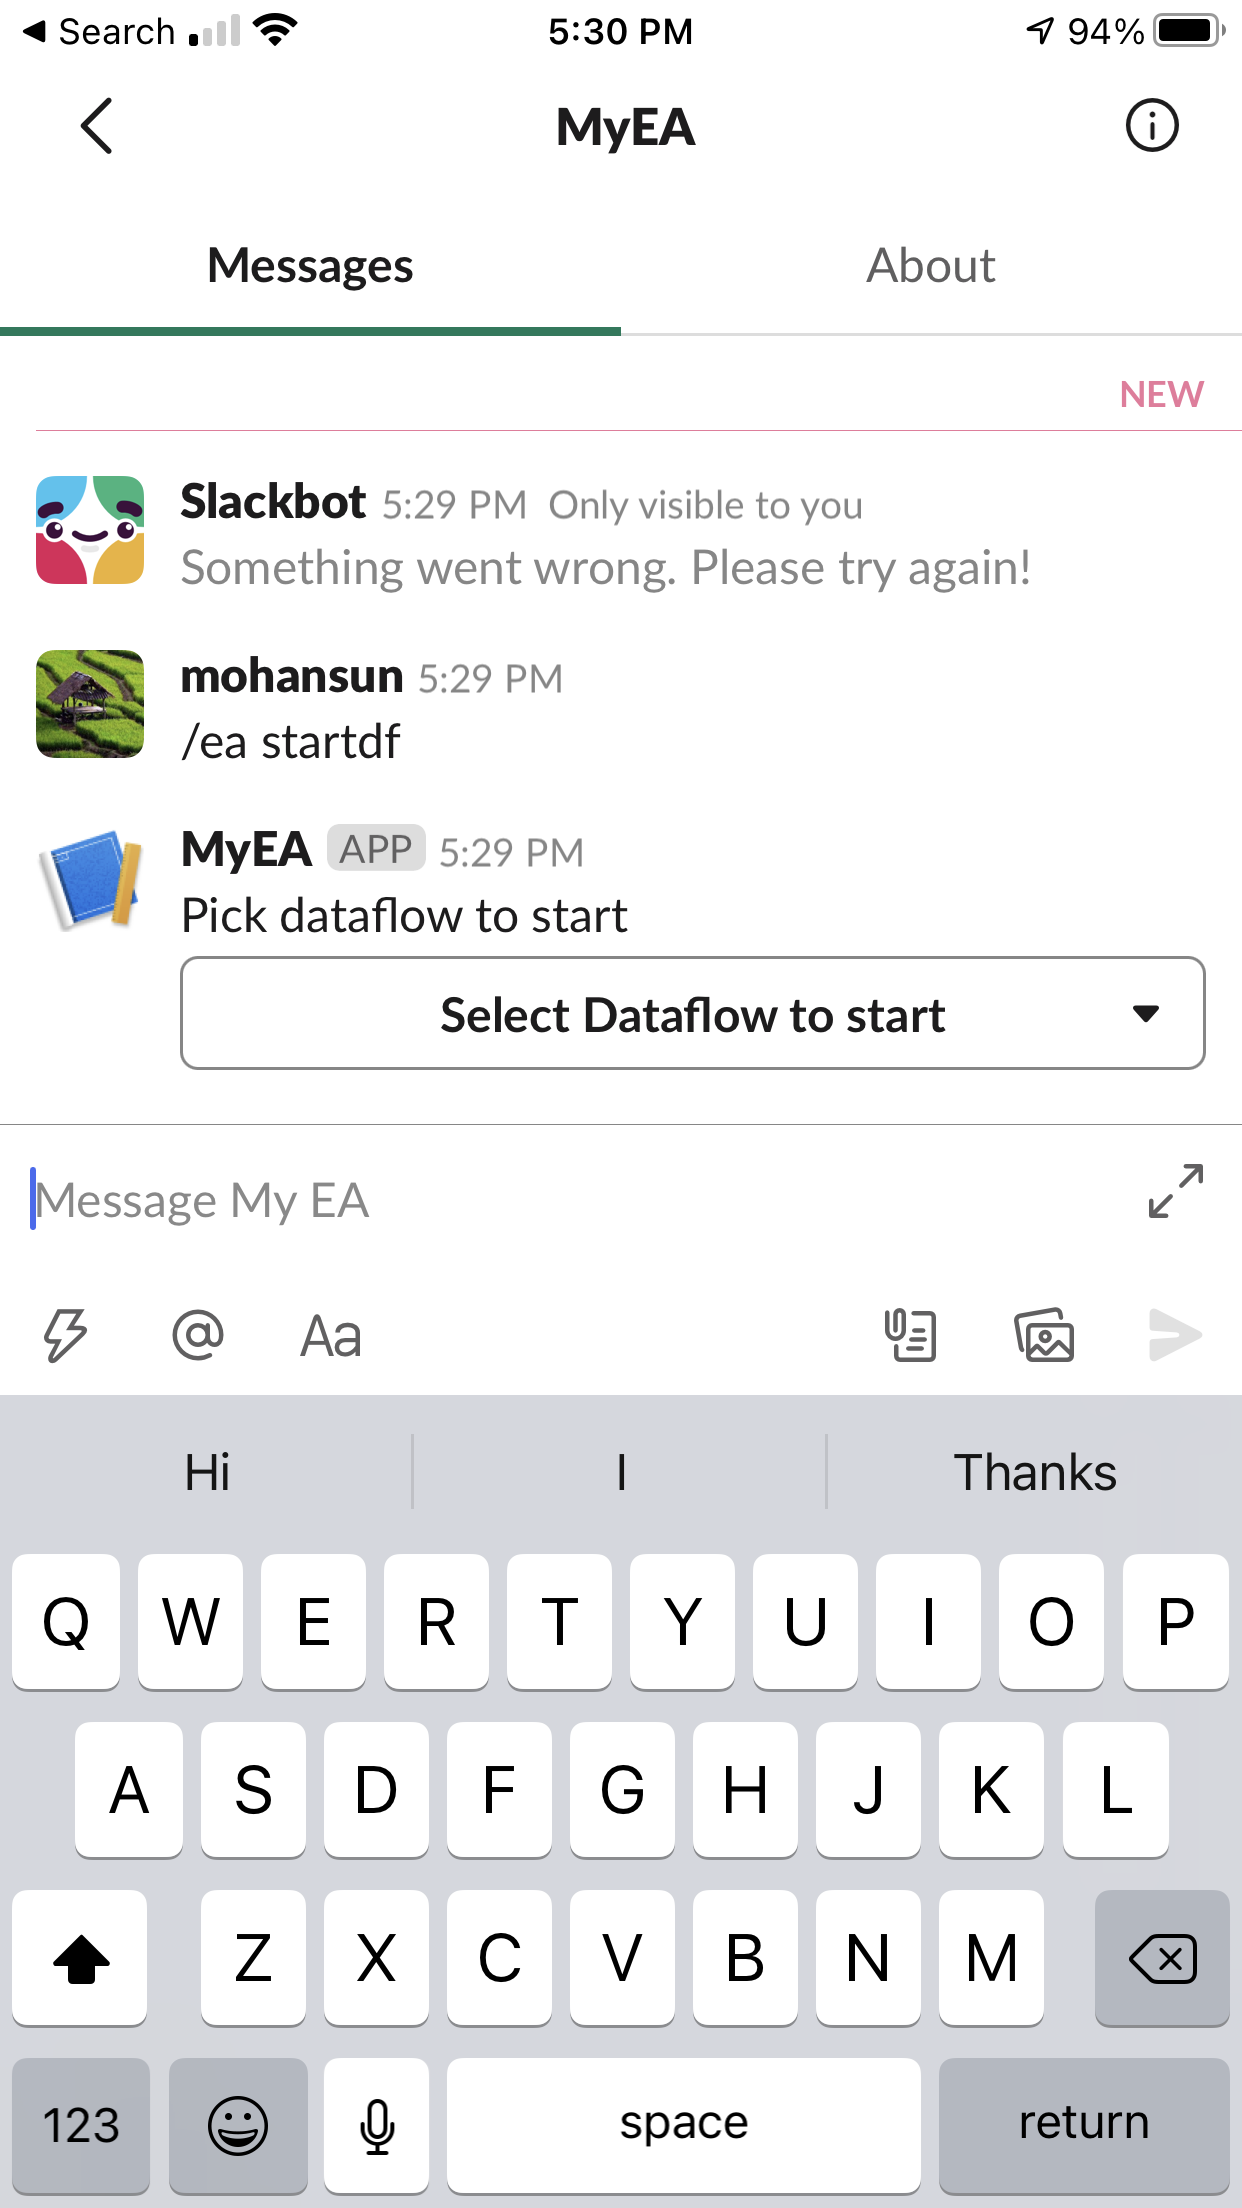 Search 5:30 PM 94%
MyEA
Messages About
NEW
Slackbot 5:29 PM Only visible to you
Something went wrong. Please try again!
mohansun 5:29 PM
/ea startdf
MyEA APP 5:29 PM
Pick dataflow to start
Select Dataflow to start
Message My EA
@ Aa
Hi I Thanks
Q W E R T Y U I O P
A S D F G H J K L
Z X C V B N M
123 space return